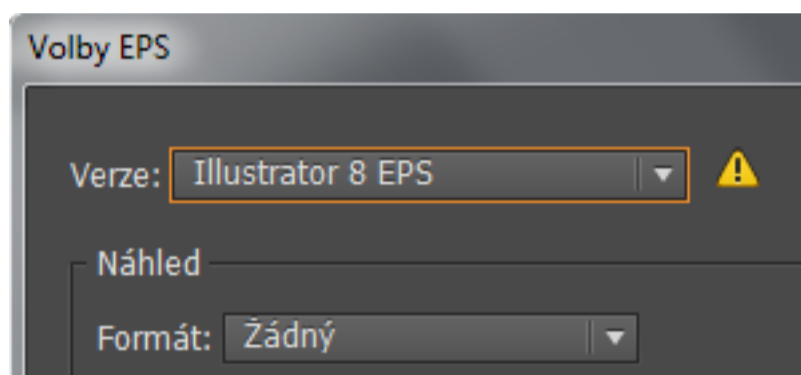 Volby EPS
Verze: Illustrator 8 EPS
Náhled
Formát: Žádný